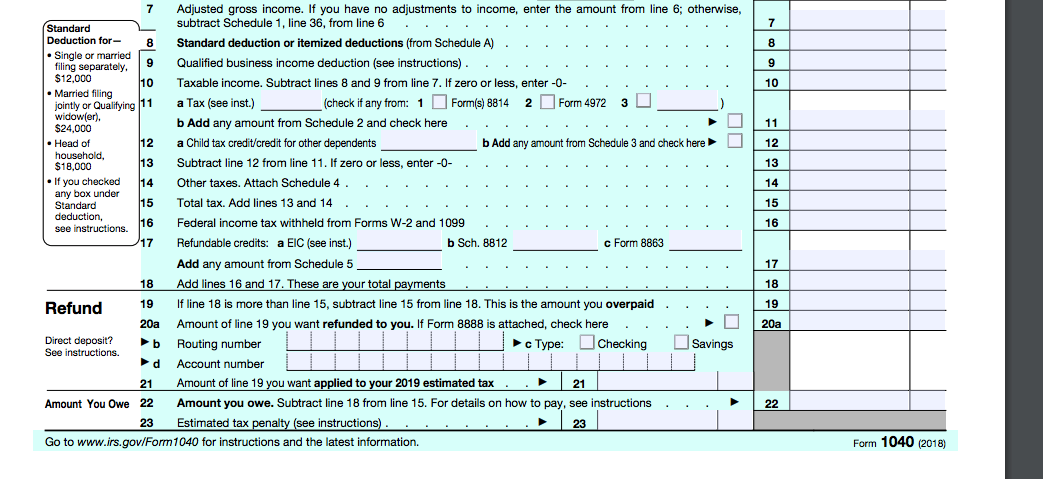 7 Adjusted gross income. If you have no adjustments to income, enter the amount from line 6; otherwise,
subtract Schedule 1, line 36, from line 6 . . . . . . . . . . . . . . . . 7
Standard
Deduction for—
• Single or married
filing separately,
$12,000
• Married filing
jointly or Qualifying
widow(er),
$24,000
• Head of
household,
$18,000
• If you checked
any box under
Standard
deduction,
see instructions.
8 Standard deduction or itemized deductions (from Schedule A) . . . . . . . . . . . 8
9 Qualified business income deduction (see instructions) . . . . . . . . . . . . . 9
10 Taxable income. Subtract lines 8 and 9 from line 7. If zero or less, enter -0- . . . . . . . . 10
11 a Tax (see inst.) (check if any from: 1 Form(s) 8814 2 Form 4972 3 )
b Add any amount from Schedule 2 and check here . . . . . . . . . . . ▶ 11
12 a Child tax credit/credit for other dependents b Add any amount from Schedule 3 and check here ▶ 12
13 Subtract line 12 from line 11. If zero or less, enter -0- . . . . . . . . . . . . . 13
14 Other taxes. Attach Schedule 4 . . . . . . . . . . . . . . . . . . 14
15 Total tax. Add lines 13 and 14 . . . . . . . . . . . . . . . . . . 15
16 Federal income tax withheld from Forms W-2 and 1099 . . . . . . . . . . . . 16
17 Refundable credits: a EIC (see inst.) b Sch. 8812 c Form 8863
Add any amount from Schedule 5 . . . . . . . . . . . . . 17
18 Add lines 16 and 17. These are your total payments . . . . . . . . . . . . . 18
Refund
19 If line 18 is more than line 15, subtract line 15 from line 18. This is the amount you overpaid . . . . 19
20a Amount of line 19 you want refunded to you. If Form 8888 is attached, check here . . . . ▶ 20a
Direct deposit?
See instructions.
▶ b Routing number ▶ c Type: Checking Savings
▶ d Account number
21 Amount of line 19 you want applied to your 2019 estimated tax . . ▶ 21
Amount You Owe 22 Amount you owe. Subtract line 18 from line 15. For details on how to pay, see instructions . . . ▶ 22
23 Estimated tax penalty (see instructions) . . . . . . . . ▶ 23
Go to www.irs.gov/Form1040 for instructions and the latest information. Form 1040 (2018)